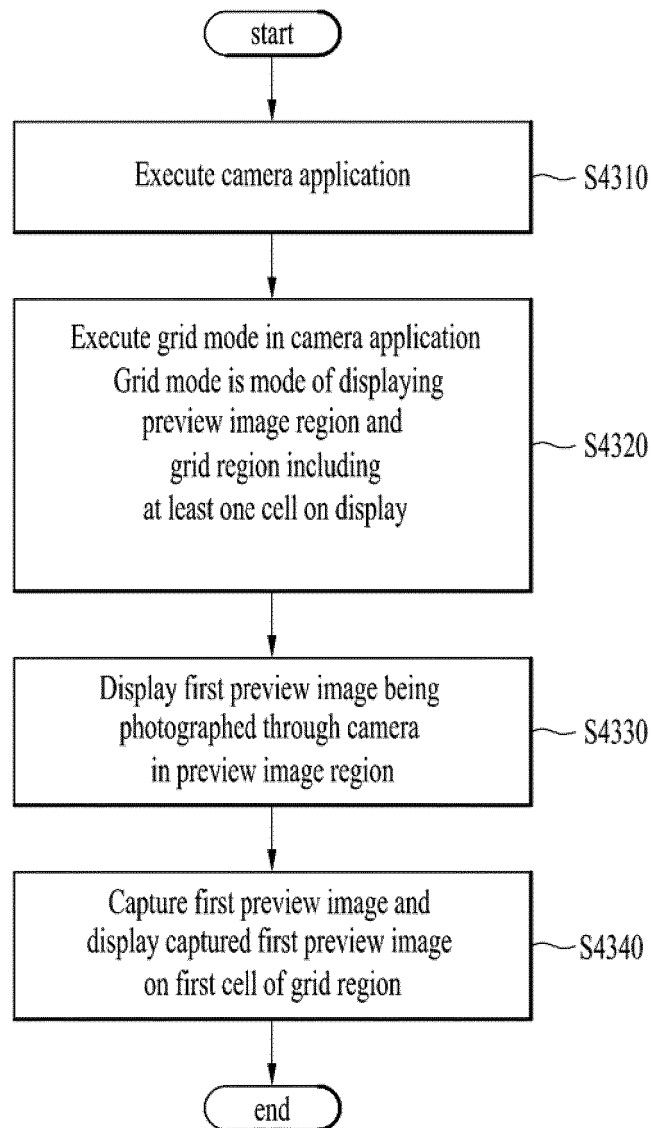 start
Execute camera application
S4310
Execute grid mode in camera application
Grid mode is mode of displaying
preview image region and
grid region including
at least one cell on display
S4320
Display first preview image being
photographed through camera
in preview image region
S4330
Capture first preview image and
display captured first preview image
on first cell of grid region
S4340
end